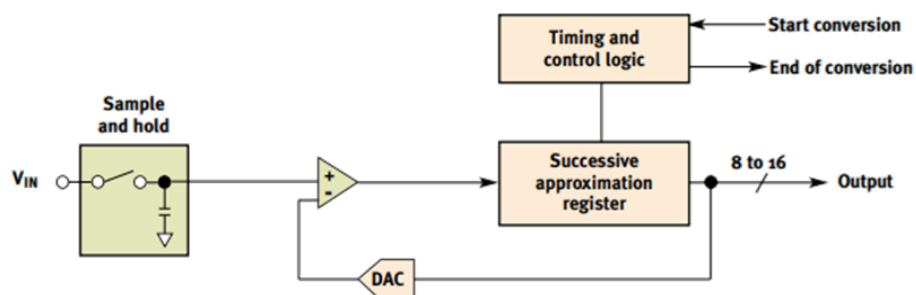 Timing and
control logic
Start conversion
End of conversion
Sample
and hold
VIN
+
-
Successive
approximation
register
8 to 16
Output
DAC